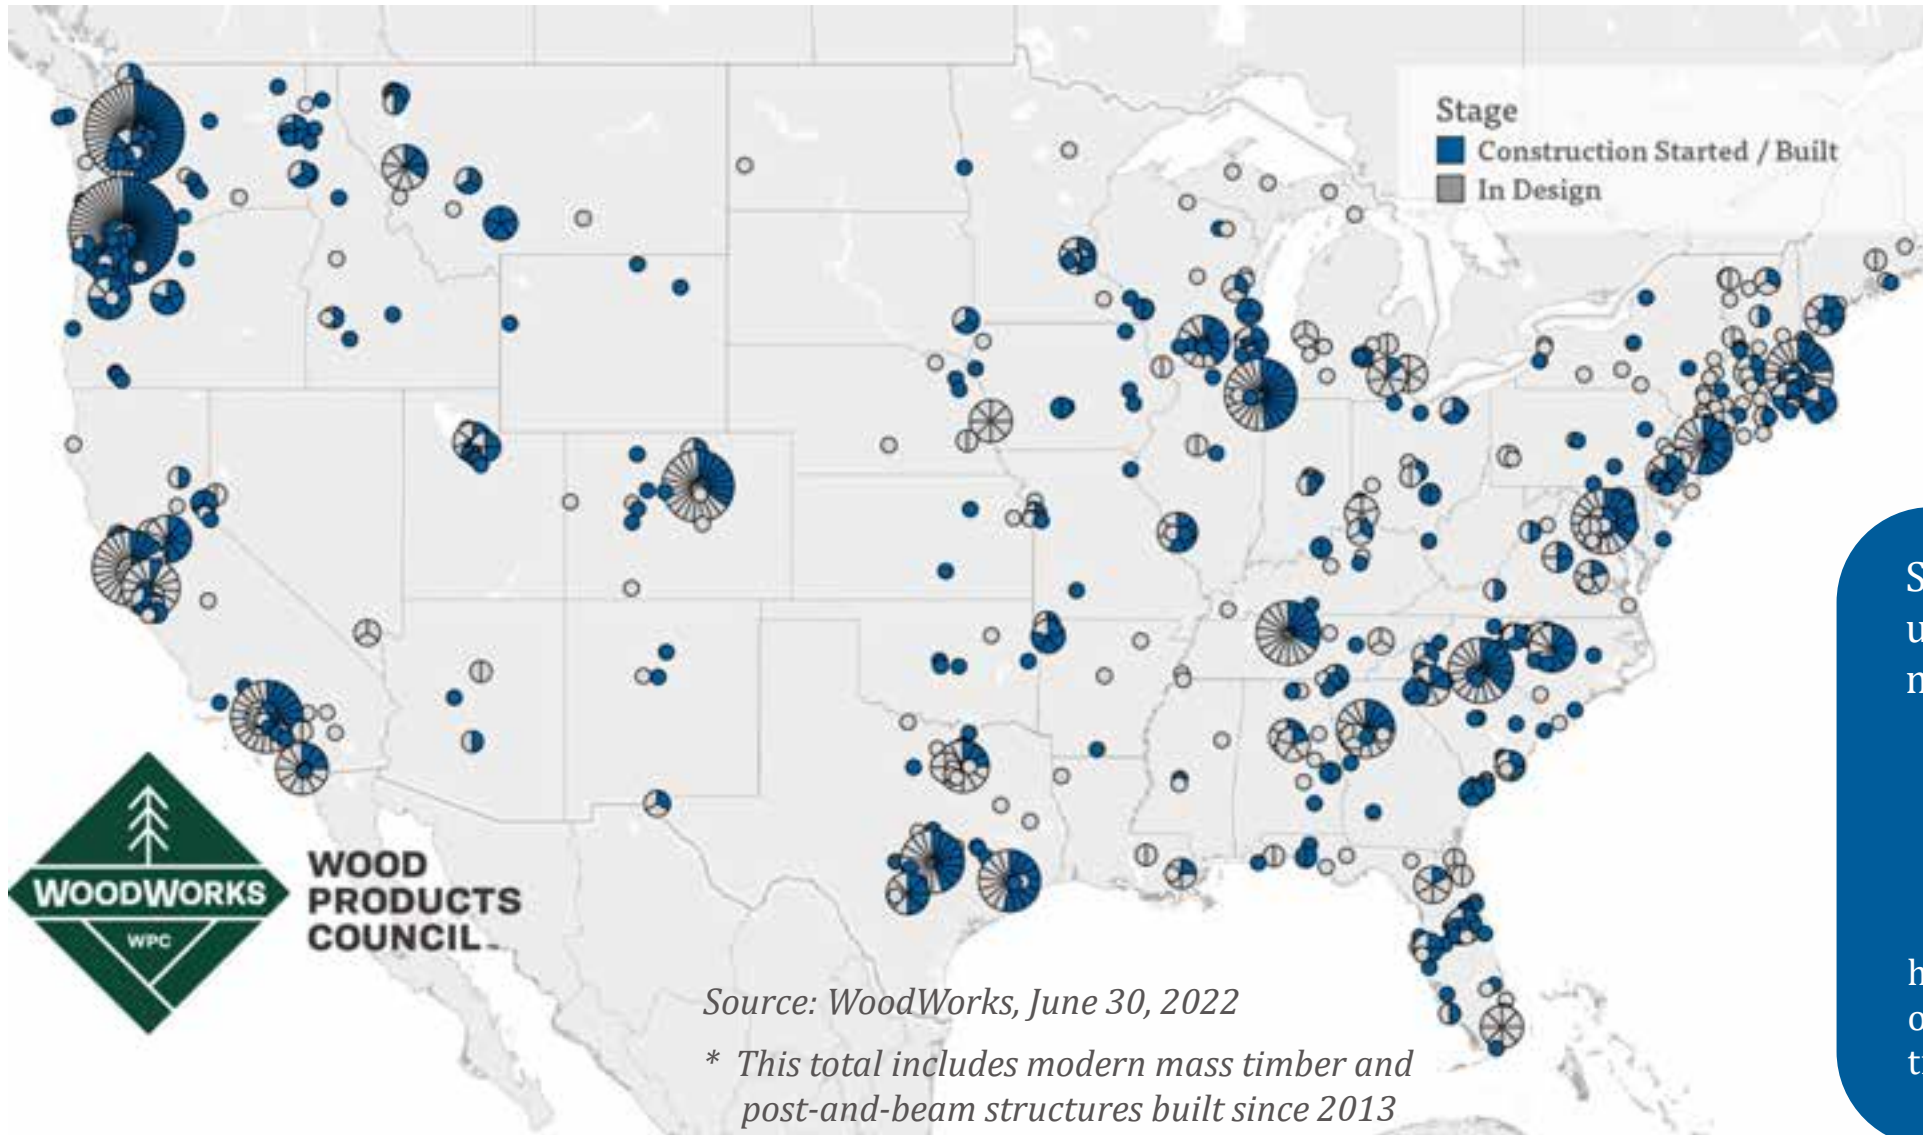 Stage
Construction Started / Built
In Design
WOODWORKS
WPC
WOOD
PRODUCTS
COUNCIL
Source: WoodWorks, June 30, 2022
* This total includes modern mass timber and
post-and-beam structures built since 2013